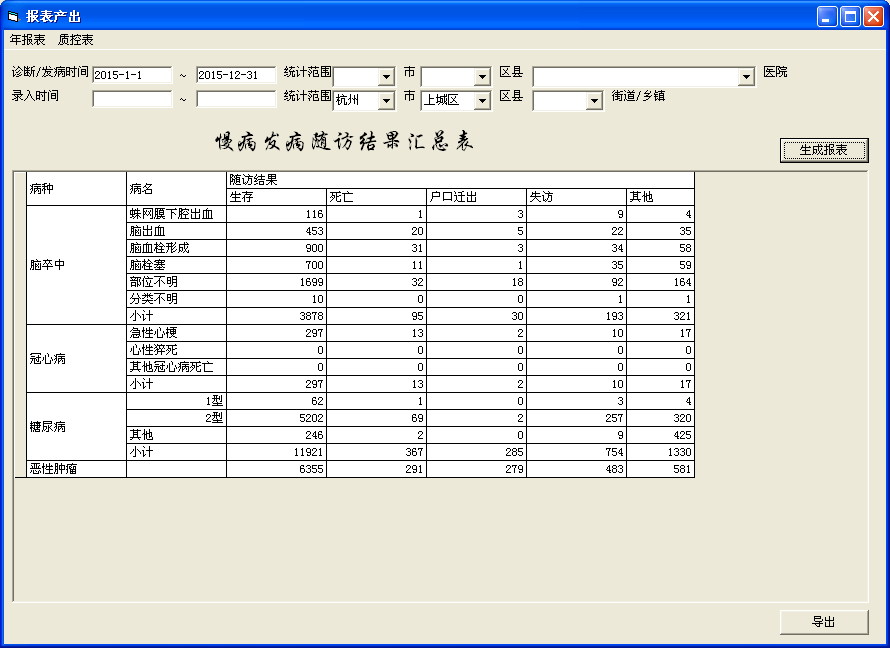 报表产出
年报表 质控表
诊断/发病时间 2015-1-1 ~ 2015-12-31 统计范围 市 区县 医院
录入时间 ~ 统计范围 杭州 市 上城区 区县 街道/乡镇
慢病发病随访结果汇总表
生成报表
病种 病名 随访结果
生存 死亡 户口迁出 失访 其他
脑卒中 蛛网膜下腔出血 116 1 3 9 4
脑出血 453 20 5 22 35
脑血栓形成 900 31 3 34 58
脑栓塞 700 11 1 35 59
部位不明 1699 32 18 92 164
分类不明 10 0 0 1 1
小计 3878 95 30 193 321
冠心病 急性心梗 297 13 2 10 17
心性猝死 0 0 0 0 0
其他冠心病死亡 0 0 0 0 0
小计 297 13 2 10 17
糖尿病 1型 62 1 0 3 4
2型 5202 69 2 257 320
其他 246 2 0 9 425
小计 11921 367 285 754 1330
恶性肿瘤 6355 291 279 483 581
导出